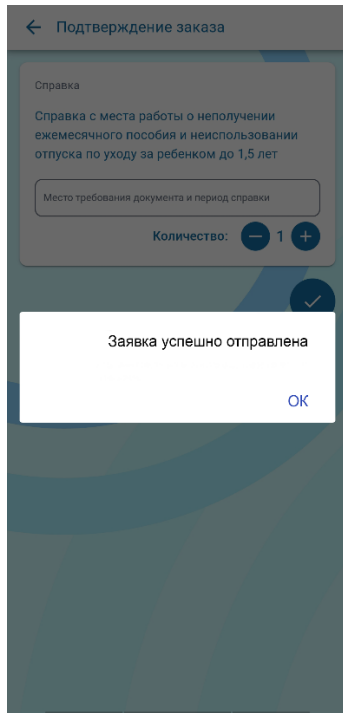 Подтверждение заказа
Справка
Справка с места работы о неполучении
ежемесячного пособия и неиспользовании
отпуска по уходу за ребенком до 1,5 лет
Место требования документа и период справки
Количество: 1
Заявка успешно отправлена
ОК